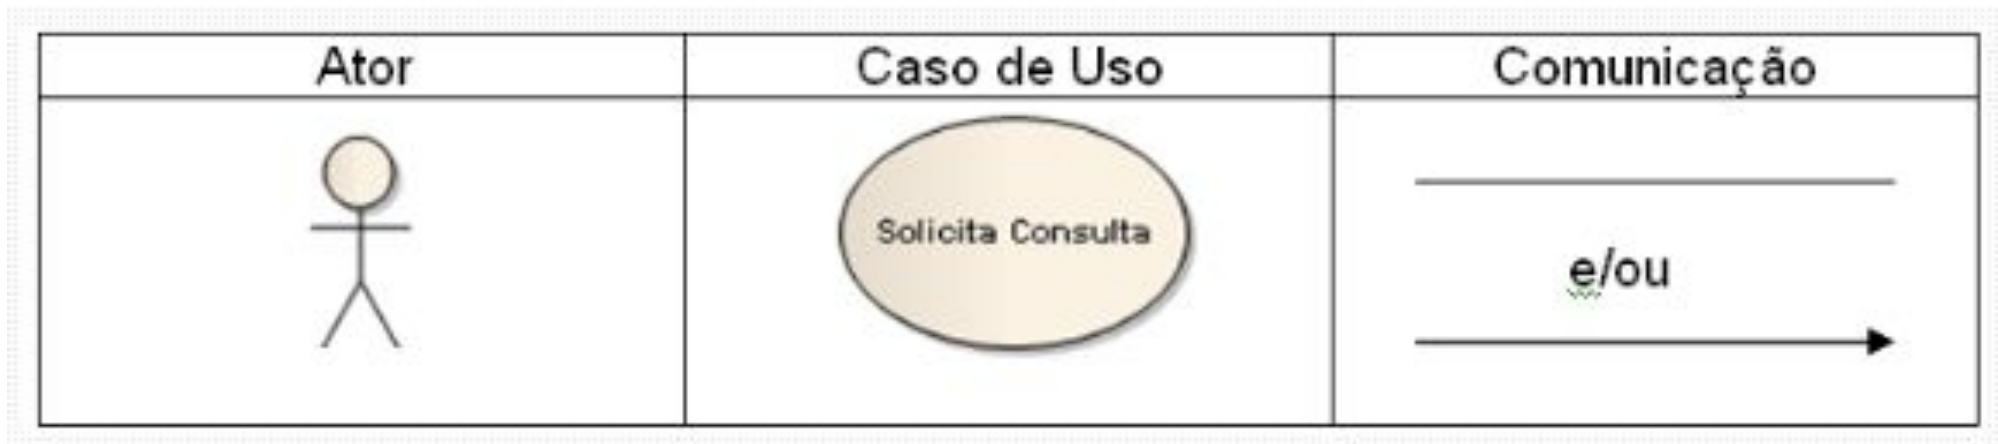 Ator
Caso de Uso
Comunicação
Solicita Consulta
e/ou